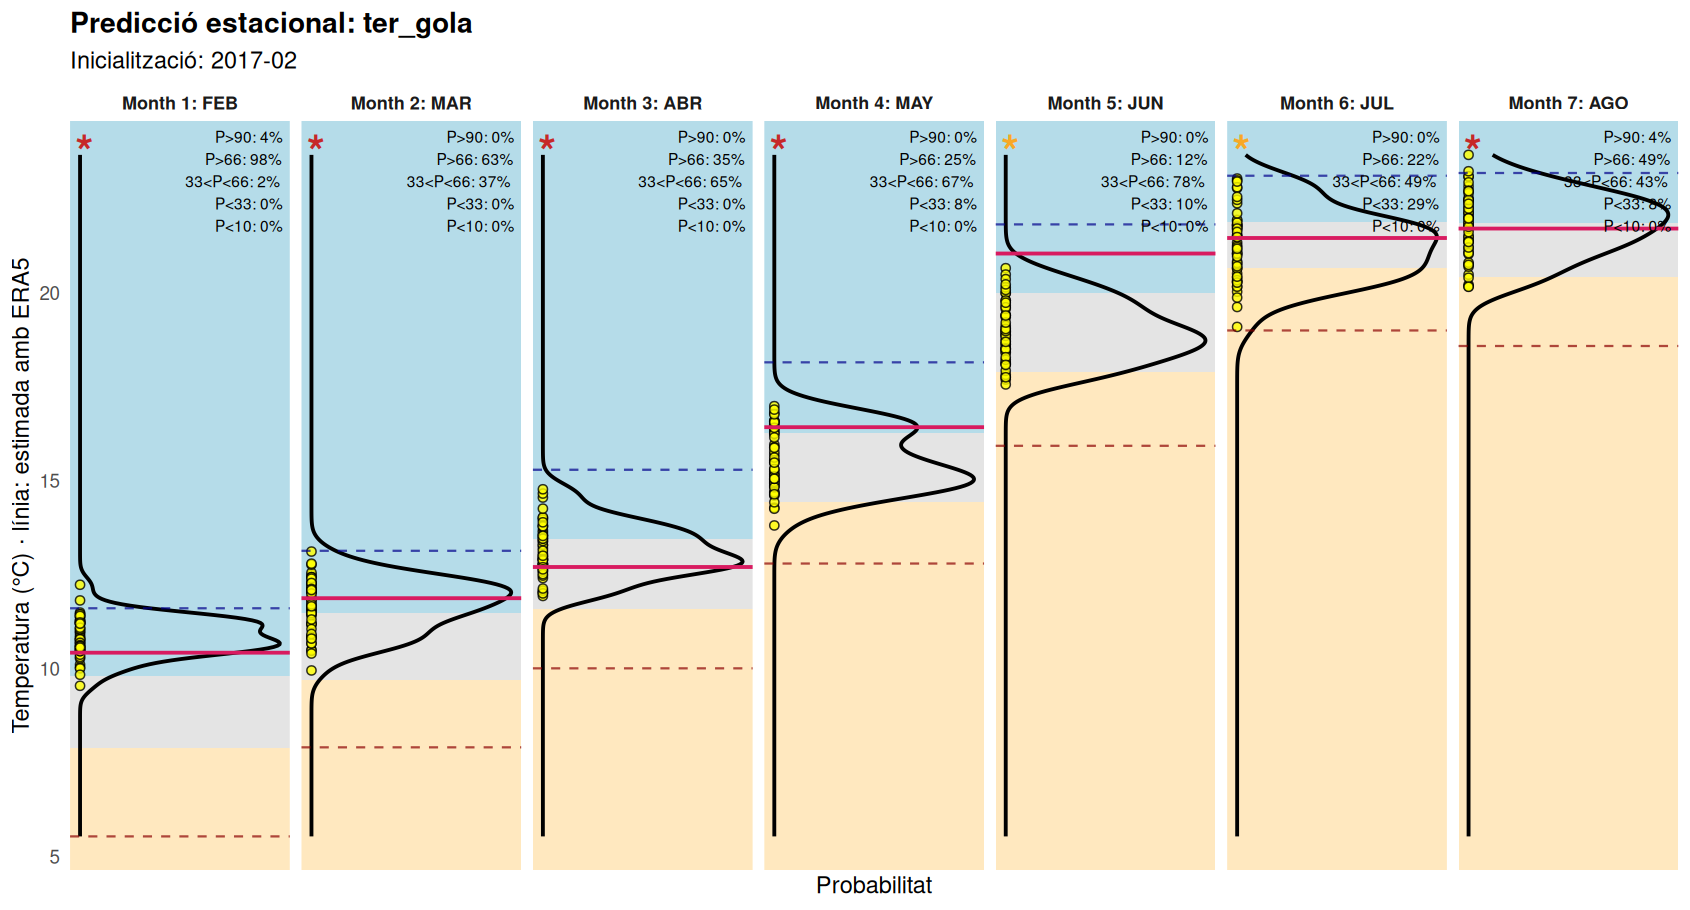 Predicció estacional: ter_gola
Inicialització: 2017-02
Month 1: FEB
Month 2: MAR
Month 3: ABR
Month 4: MAY
Month 5: JUN
Month 6: JUL
Month 7: AGO
*
P>90: 4%
P>66: 98%
33<P<66: 2%
P<33: 0%
P<10: 0%
*
P>90: 0%
P>66: 63%
33<P<66: 37%
P<33: 0%
P<10: 0%
*
P>90: 0%
P>66: 35%
33<P<66: 65%
P<33: 0%
P<10: 0%
*
P>90: 0%
P>66: 25%
33<P<66: 67%
P<33: 8%
P<10: 0%
*
P>90: 0%
P>66: 12%
33<P<66: 78%
P<33: 10%
P<10: 0%
*
P>90: 0%
P>66: 22%
33<P<66: 49%
P<33: 29%
P<10: 0%
*
P>90: 4%
P>66: 49%
33<P<66: 43%
P<33: 8%
P<10: 0%
Temperatura (°C) · línia: estimada amb ERA5
20
15
10
5
Probabilitat